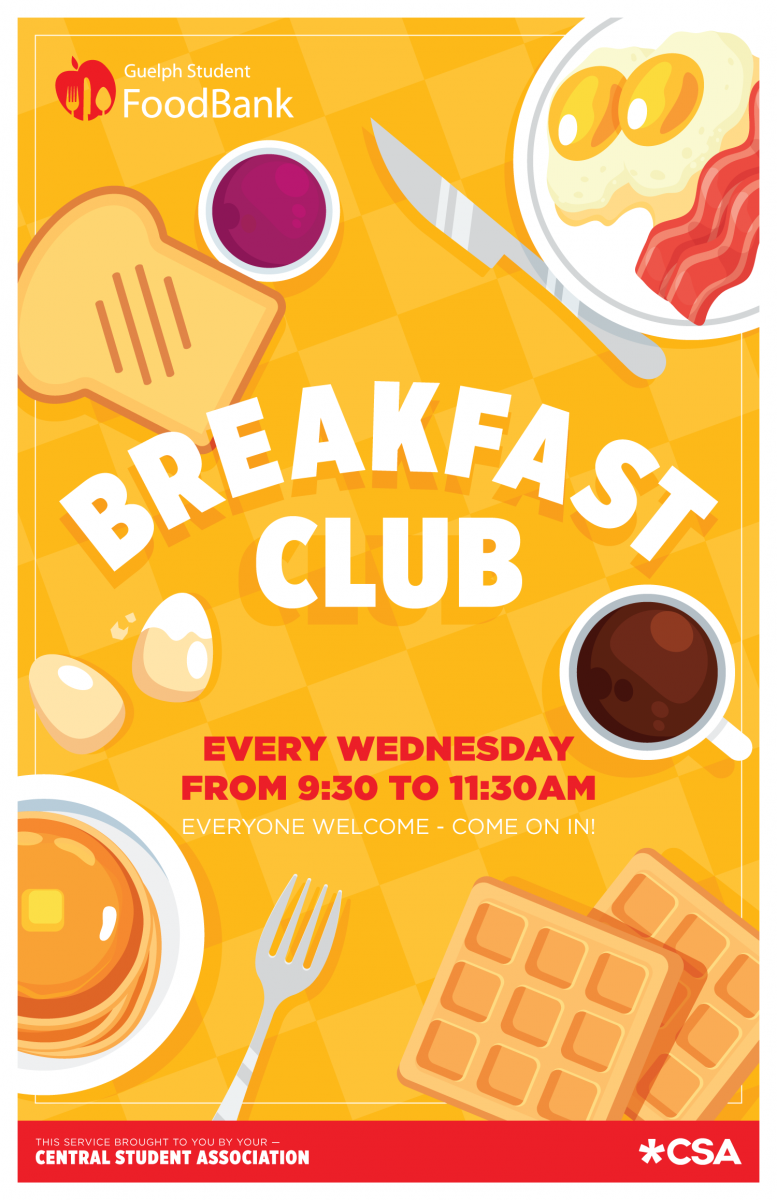 Guelph Student
FoodBank
BREAKFAST
CLUB
EVERY WEDNESDAY
FROM 9:30 TO 11:30AM
EVERYONE WELCOME - COME ON IN!
THIS SERVICE BROUGHT TO YOU BY YOUR –
CENTRAL STUDENT ASSOCIATION
*CSA